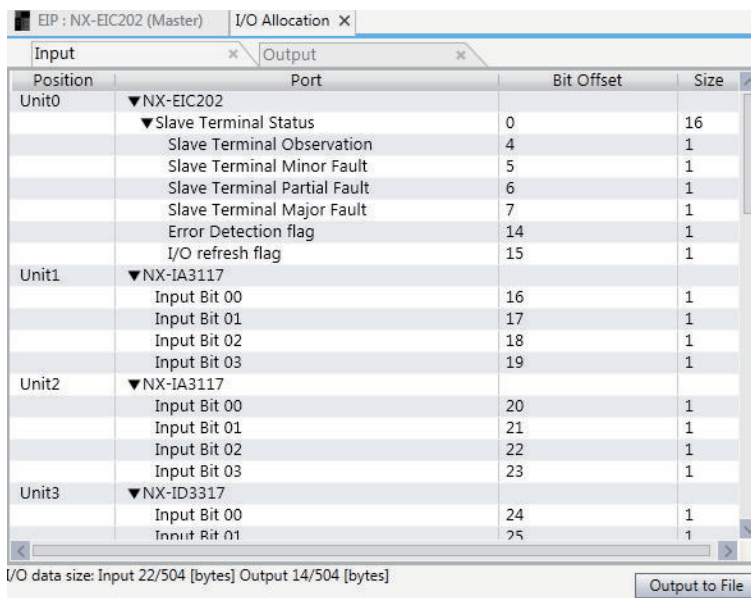 EIP : NX-EIC202 (Master) I/O Allocation X
Input Output
Position Port Bit Offset Size
Unit0 ▼NX-EIC202
▼Slave Terminal Status 0 16
Slave Terminal Observation 4 1
Slave Terminal Minor Fault 5 1
Slave Terminal Partial Fault 6 1
Slave Terminal Major Fault 7 1
Error Detection flag 14 1
I/O refresh flag 15 1
Unit1 ▼NX-IA3117
Input Bit 00 16 1
Input Bit 01 17 1
Input Bit 02 18 1
Input Bit 03 19 1
Unit2 ▼NX-IA3117
Input Bit 00 20 1
Input Bit 01 21 1
Input Bit 02 22 1
Input Bit 03 23 1
Unit3 ▼NX-ID3317
Input Bit 00 24 1
Input Bit 01 25 1
I/O data size: Input 22/504 [bytes] Output 14/504 [bytes]
Output to File